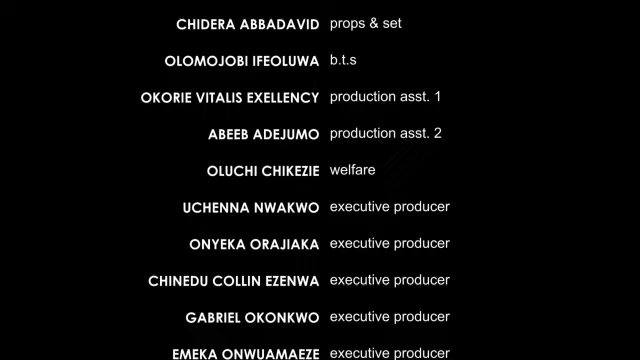 CHIDERA ABBADAVID props & set
OLOMOJOBI IFEOLUWA b.t.s
OKORIE VITALIS EXELLENCY production asst. 1
ABEEB ADEJUMO production asst. 2
OLUCHI CHIKEZIE welfare
UCHENNA NWAKWO executive producer
ONYEKA ORAJIAKA executive producer
CHINEDU COLLIN EZENWA executive producer
GABRIEL OKONKWO executive producer
EMEKA ONWUAMAEZE executive producer